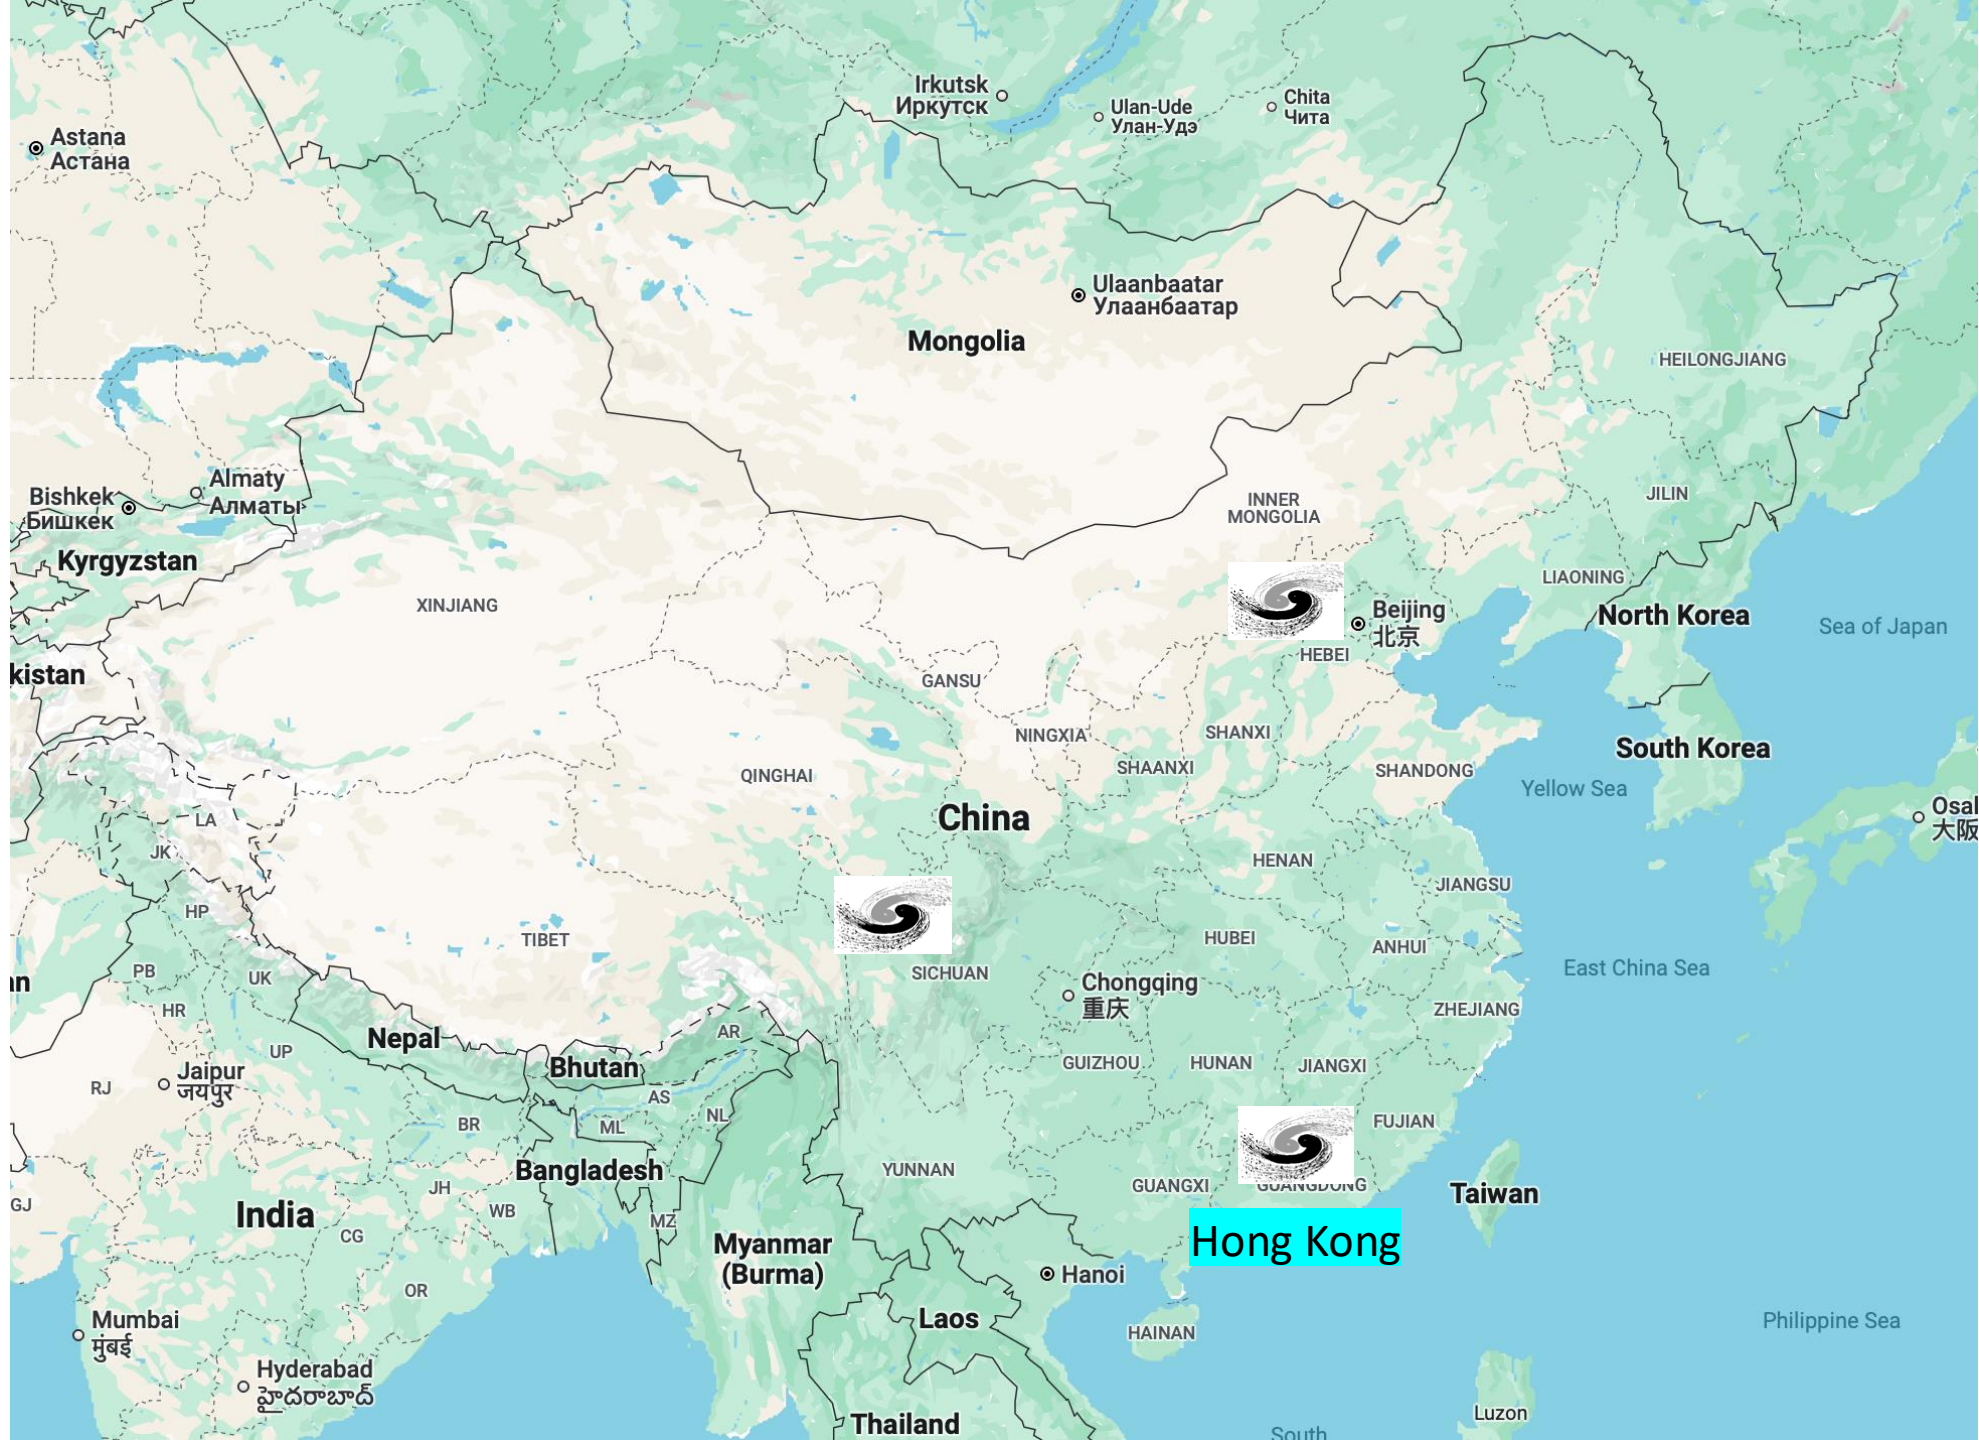 Irkutsk
Иркутск
Ulan-Ude
Улан-Удэ
Chita
Чита
Astana
Астана
Ulaanbaatar
Улаанбаатар
Mongolia
HEILONGJIANG
Almaty
Алматы
Bishkek
Бишкек
Kyrgyzstan
INNER
MONGOLIA
JILIN
LIAONING
XINJIANG
Beijing
北京
North Korea
Sea of Japan
HEBEI
kistan
GANSU
NINGXIA
SHANXI
South Korea
QINGHAI
SHAANXI
SHANDONG
Yellow Sea
China
Osal
大阪
LA
JK
HENAN
JIANGSU
HP
TIBET
HUBEI
ANHUI
East China Sea
PB
UK
an
SICHUAN
Chongqing
重庆
HR
ZHEJIANG
Nepal
AR
UP
Bhutan
GUIZHOU
HUNAN
JIANGXI
Jaipur
जयपुर
RJ
AS
NL
BR
ML
FUJIAN
Bangladesh
YUNNAN
GUANGXI
GUANGDONG
Taiwan
JH
WB
GJ
India
MZ
CG
Hong Kong
Myanmar
(Burma)
Hanoi
OR
Mumbai
मुंबई
Laos
HAINAN
Philippine Sea
Hyderabad
హైదరాబాద్
Thailand
Luzon
South